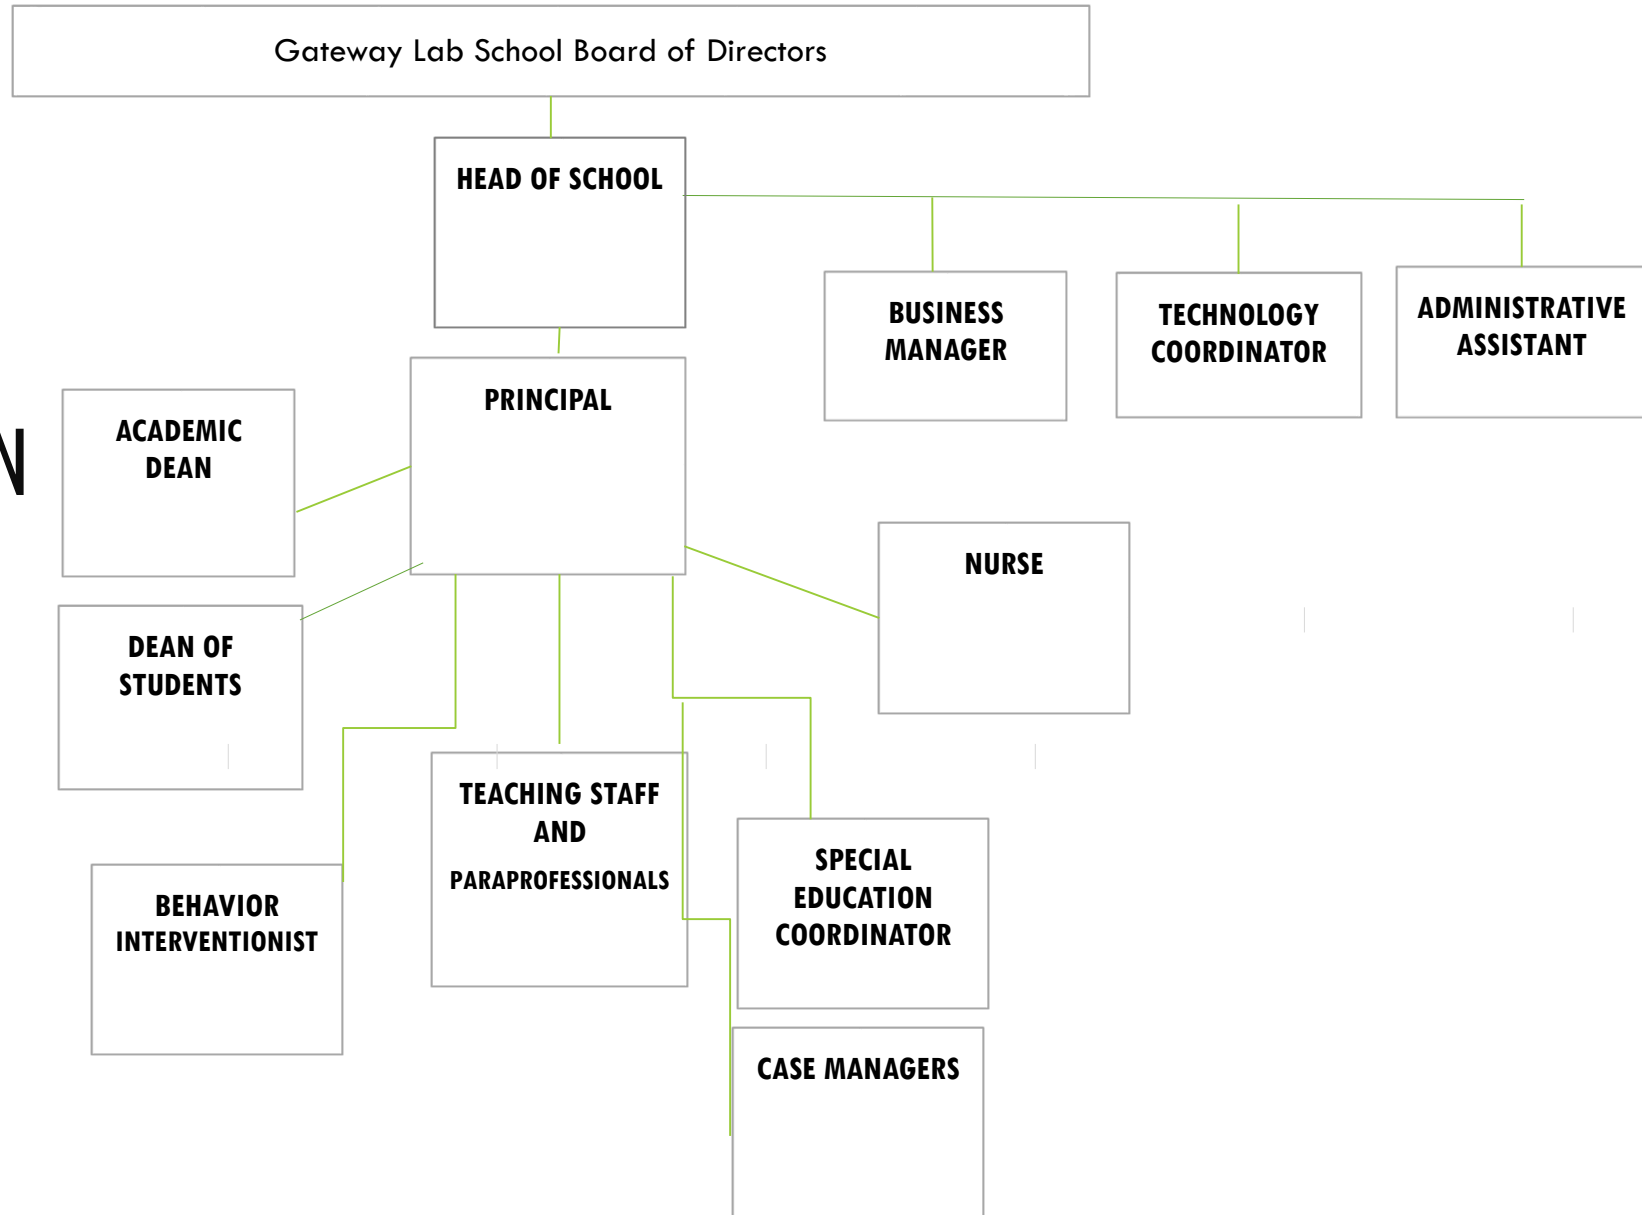 Gateway Lab School Board of Directors
HEAD OF SCHOOL
BUSINESS
MANAGER
TECHNOLOGY
COORDINATOR
ADMINISTRATIVE
ASSISTANT
PRINCIPAL
ACADEMIC
DEAN
N
NURSE
DEAN OF
STUDENTS
TEACHING STAFF
AND
PARAPROFESSIONALS
SPECIAL
EDUCATION
COORDINATOR
BEHAVIOR
INTERVENTIONIST
CASE MANAGERS